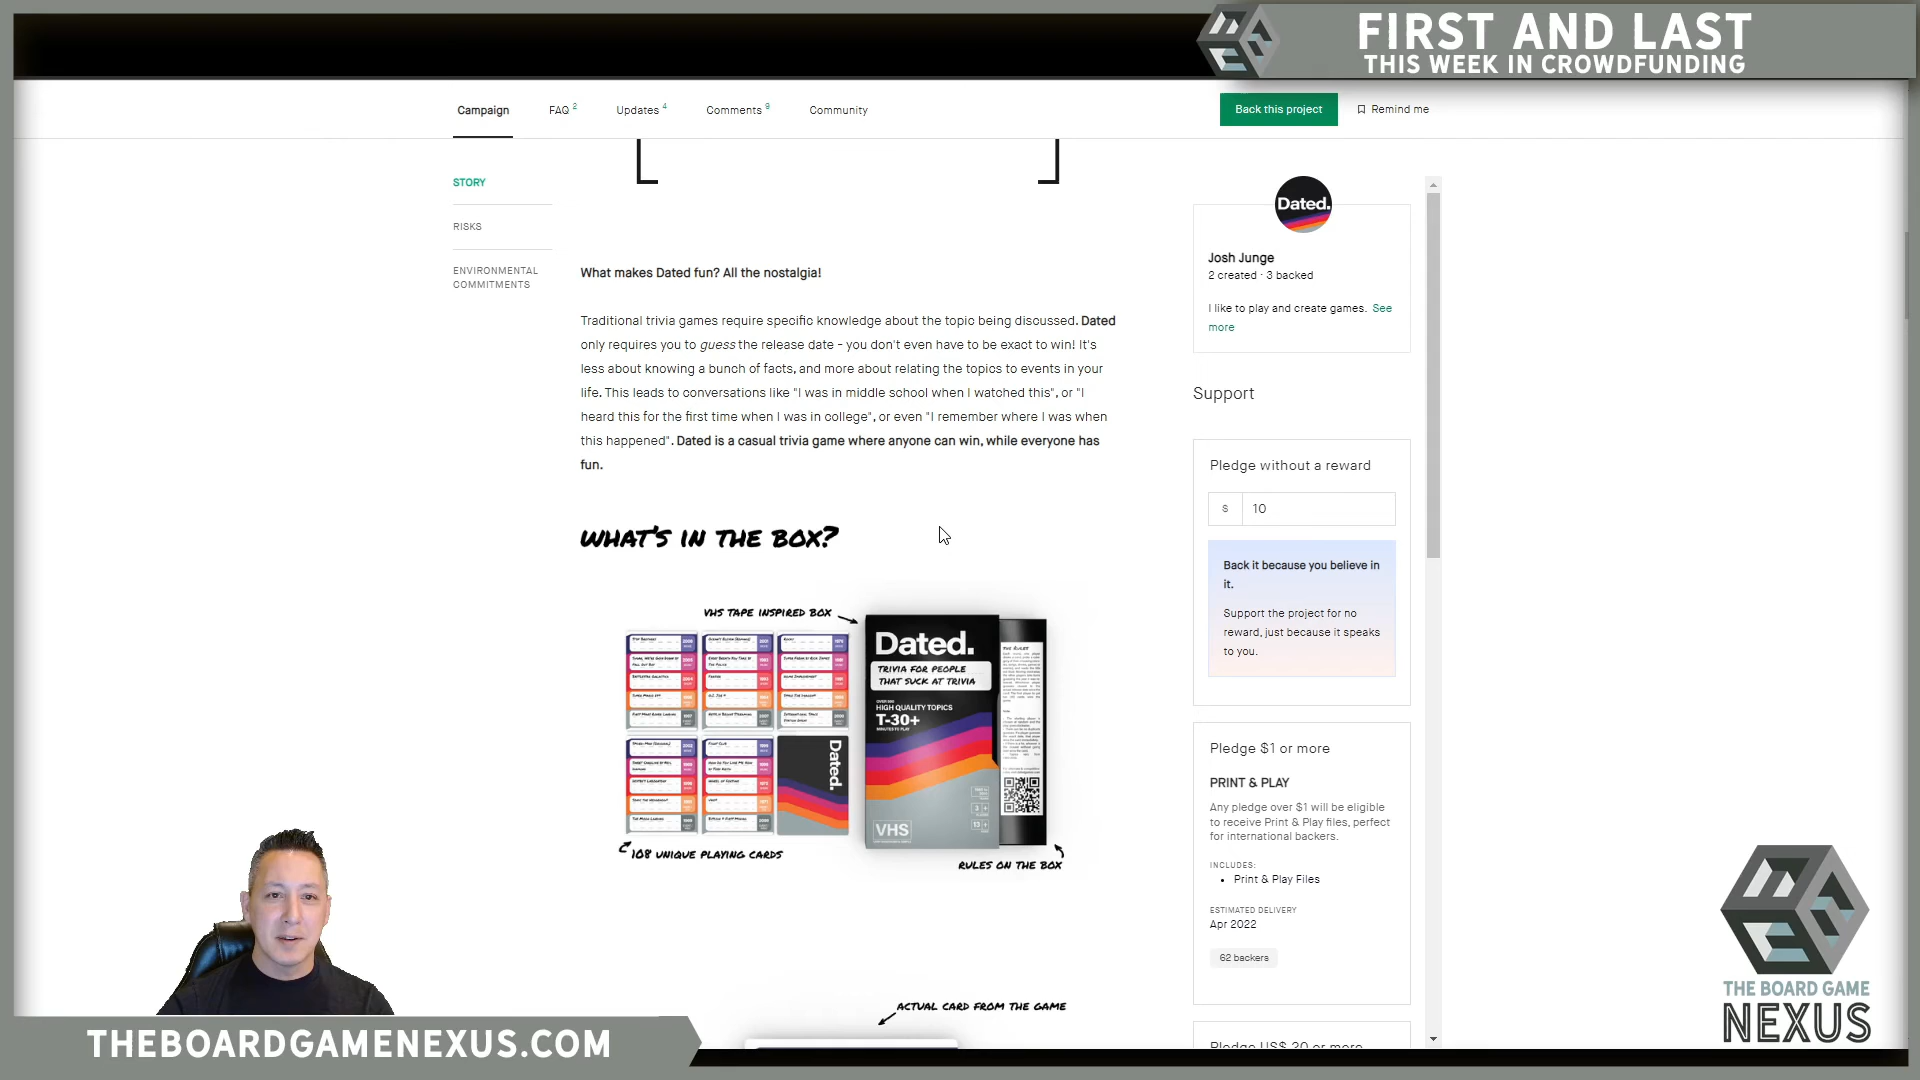 FIRST AND LAST
THIS WEEK IN CROWDFUNDING
Campaign
FAQ 2
Updates 4
Comments 9
Community
Back this project
Remind me
STORY
RISKS
ENVIRONMENTAL
COMMITMENTS
What makes Dated fun? All the nostalgia!
Traditional trivia games require specific knowledge about the topic being discussed. Dated
only requires you to guess the release date - you don't even have to be exact to win! It's
less about knowing a bunch of facts, and more about relating the topics to events in your
life. This leads to conversations like "I was in middle school when I watched this", or "I
heard this for the first time when I was in college", or even "I remember where I was when
this happened". Dated is a casual trivia game where anyone can win, while everyone has
fun.
WHAT'S IN THE BOX?
VHS TAPE INSPIRED BOX
Dated.
TRIVIA FOR PEOPLE
THAT SUCK AT TRIVIA
HIGH QUALITY TOPICS
T-30+
MINUTES TO PLAY
VHS
THE RULES
Dated.
108 UNIQUE PLAYING CARDS
RULES ON THE BOX
ACTUAL CARD FROM THE GAME
Dated.
Josh Junge
2 created · 3 backed
I like to play and create games. See
more
Support
Pledge without a reward
$ 10
Back it because you believe in
it.
Support the project for no
reward, just because it speaks
to you.
Pledge $1 or more
PRINT & PLAY
Any pledge over $1 will be eligible
to receive Print & Play files, perfect
for international backers.
INCLUDES:
• Print & Play Files
ESTIMATED DELIVERY
Apr 2022
62 backers
Pledge US$ 20 or more
THE BOARD GAME
NEXUS
THEBOARDGAMENEXUS.COM